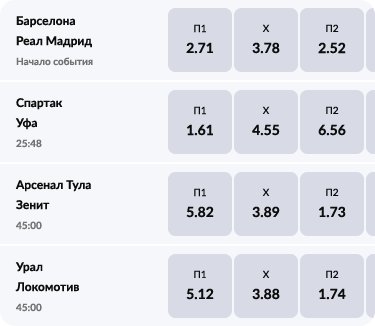 Барселона
Реал Мадрид
Начало события
П1 X П2
2.71 3.78 2.52
Спартак
Уфа
25:48
П1 X П2
1.61 4.55 6.56
Арсенал Тула
Зенит
45:00
П1 X П2
5.82 3.89 1.73
Урал
Локомотив
45:00
П1 X П2
5.12 3.88 1.74